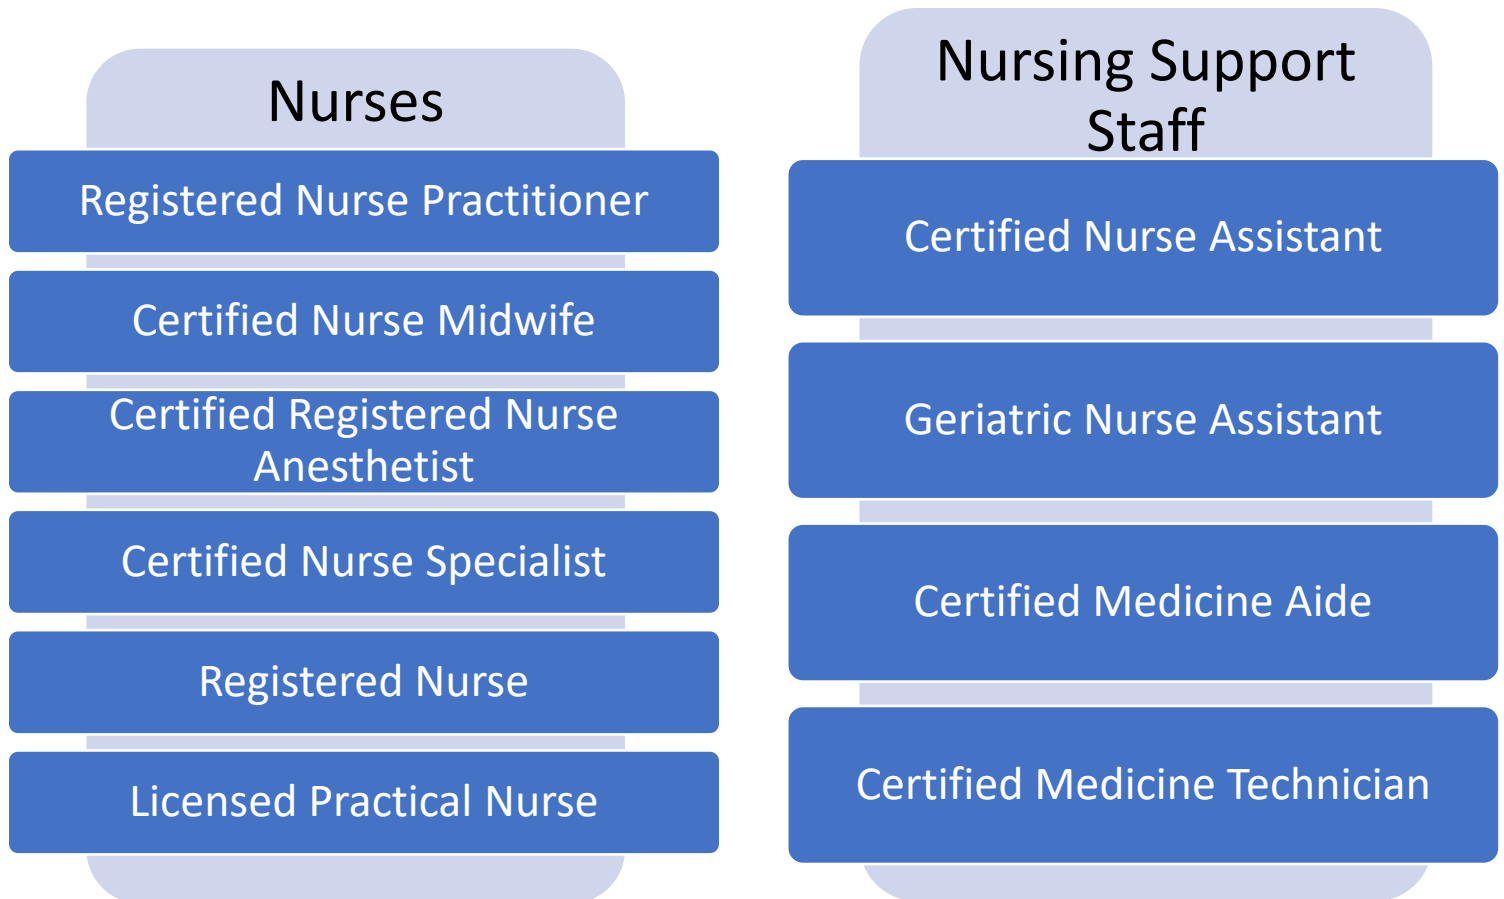 Nurses
Registered Nurse Practitioner
Certified Nurse Midwife
Certified Registered Nurse
Anesthetist
Certified Nurse Specialist
Registered Nurse
Licensed Practical Nurse
Nursing Support
Staff
Certified Nurse Assistant
Geriatric Nurse Assistant
Certified Medicine Aide
Certified Medicine Technician